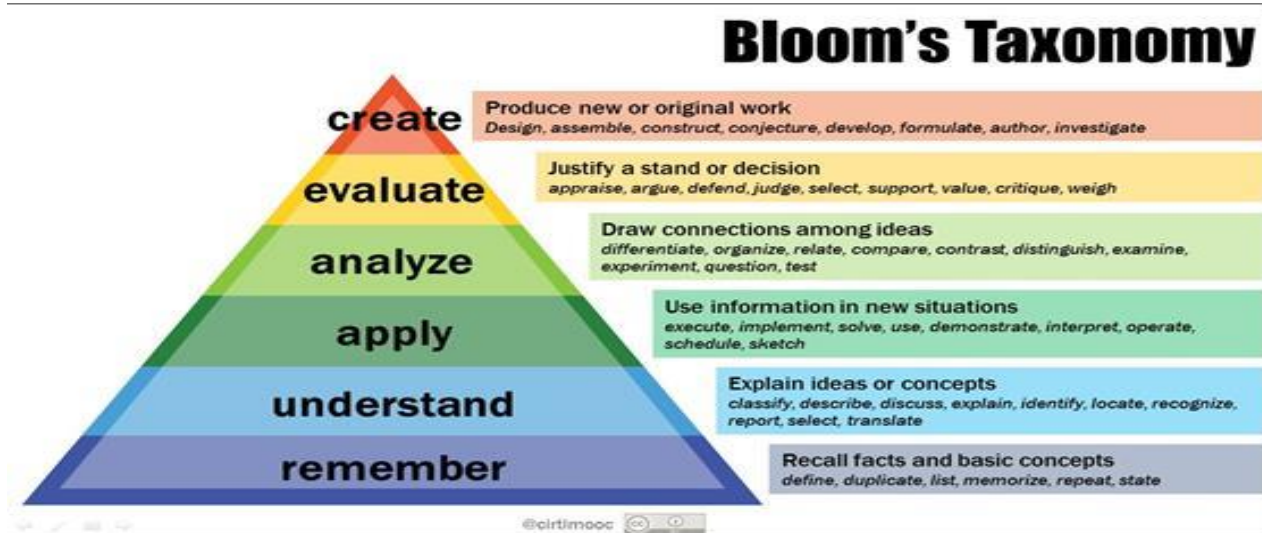 Bloom's Taxonomy
create
Produce new or original work
Design, assemble, construct, conjecture, develop, formulate, author, investigate
evaluate
Justify a stand or decision
appraise, argue, defend, judge, select, support, value, critique, weigh
analyze
Draw connections among ideas
differentiate, organize, relate, compare, contrast, distinguish, examine,
experiment, question, test
apply
Use information in new situations
execute, implement, solve, use, demonstrate, interpret, operate,
schedule, sketch
understand
Explain ideas or concepts
classify, describe, discuss, explain, identify, locate, recognize,
report, select, translate
remember
Recall facts and basic concepts
define, duplicate, list, memorize, repeat, state
@cirtlmooc
cc